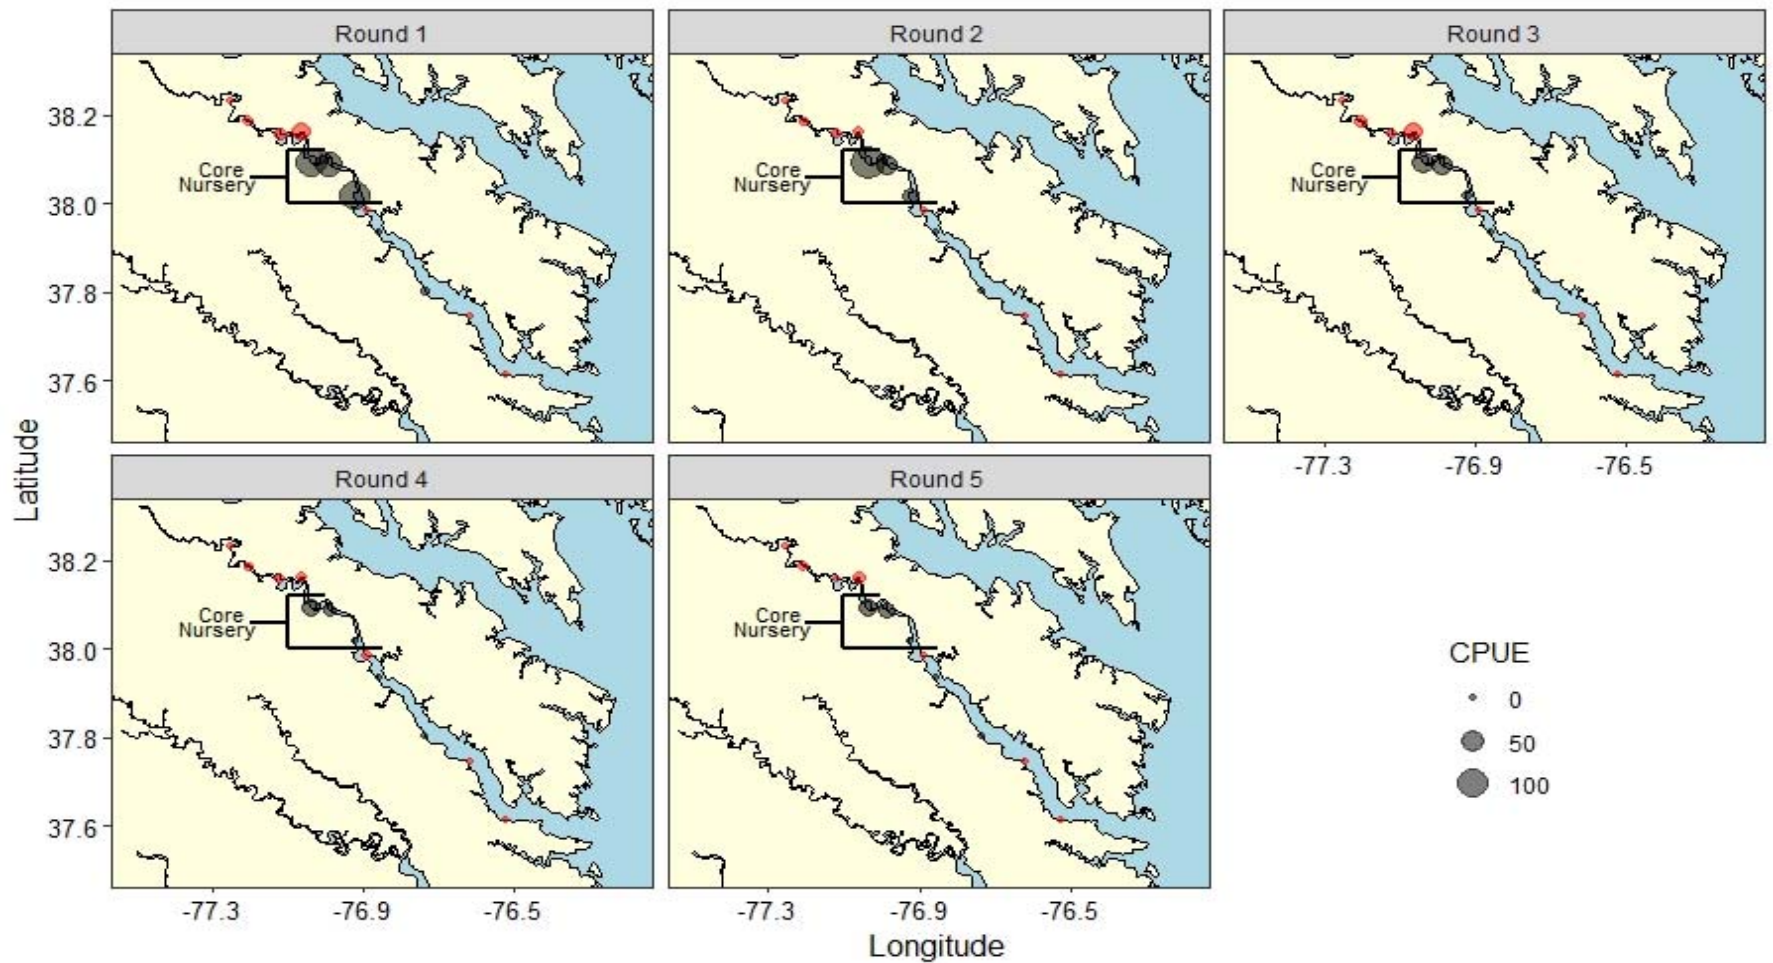 Round 1
Round 2
Round 3
38.2
38.0
37.8
37.6
Core
Nursery
Core
Nursery
Core
Nursery
-77.3
-76.9
-76.5
Latitude
Round 4
Round 5
38.2
38.0
37.8
37.6
Core
Nursery
Core
Nursery
-77.3
-76.9
-76.5
-77.3
-76.9
-76.5
Longitude
CPUE
0
50
100